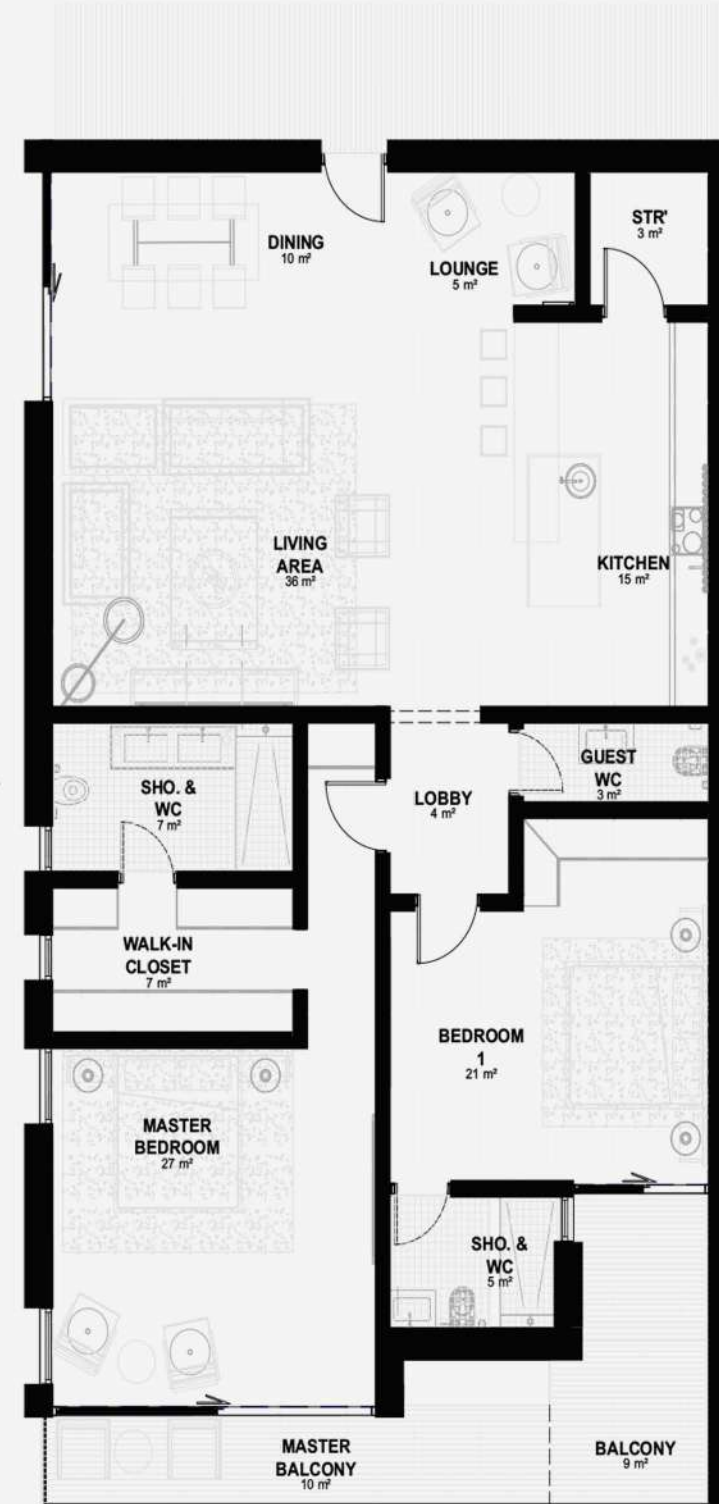 STR'
3 m²
DINING
10 m²
LOUNGE
5 m²
LIVING
AREA
36 m²
KITCHEN
15 m²
SHO. &
WC
7 m²
LOBBY
4 m²
GUEST
WC
3 m²
WALK-IN
CLOSET
7 m²
BEDROOM
1
21 m²
MASTER
BEDROOM
27 m²
SHO. &
WC
5 m²
MASTER
BALCONY
10 m²
BALCONY
9 m²